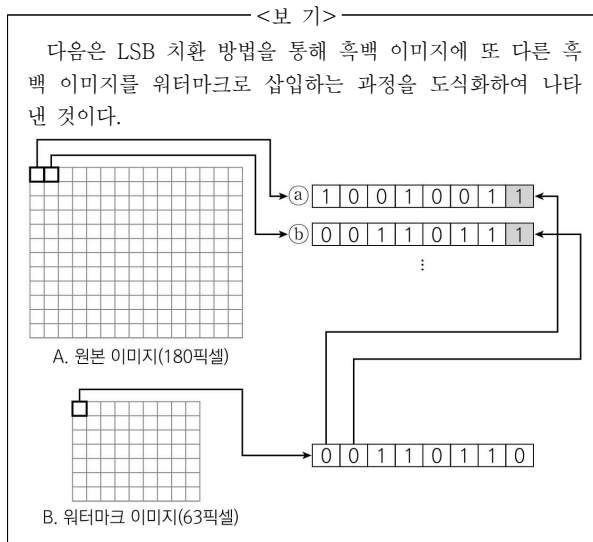 <보 기>
다음은 LSB 치환 방법을 통해 흑백 이미지에 또 다른 흑
백 이미지를 워터마크로 삽입하는 과정을 도식화하여 나타
낸 것이다.
ⓐ 1 0 0 1 0 0 1 1
ⓑ 0 0 1 1 0 1 1 1
⋮
A. 원본 이미지(180픽셀)
0 0 1 1 0 1 1 0
B. 워터마크 이미지(63픽셀)